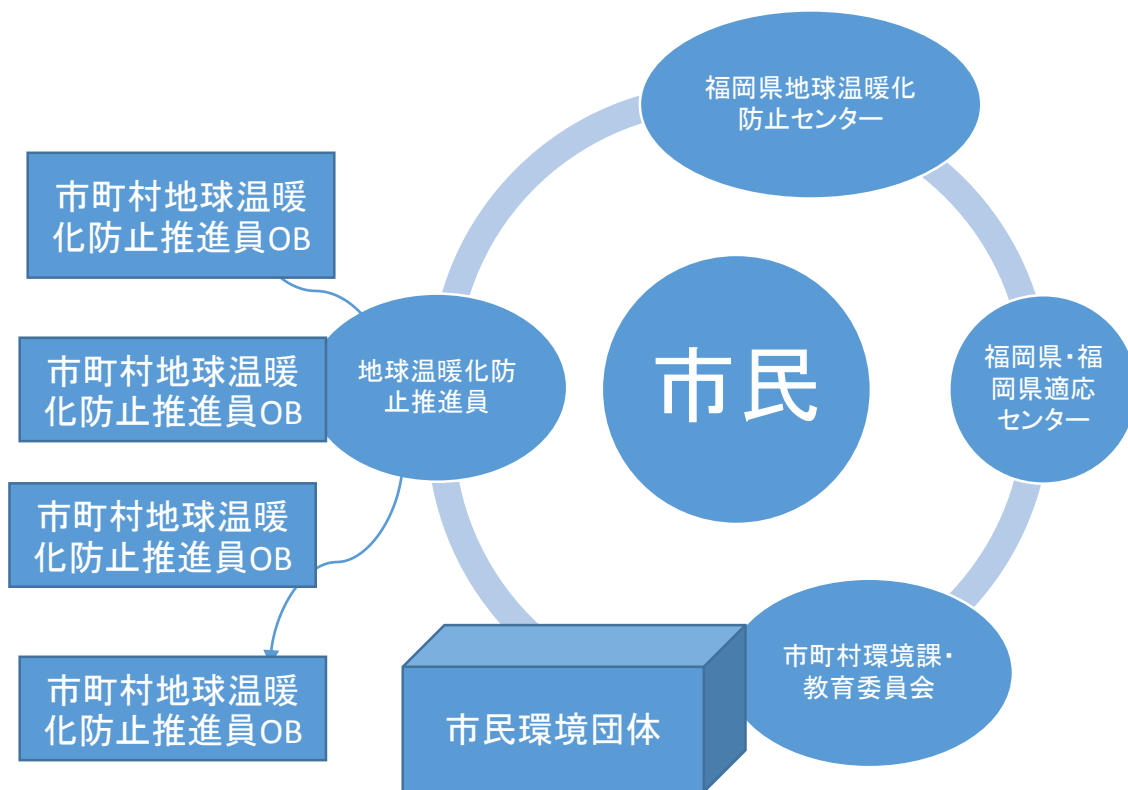 福岡県地球温暖化
防止センター
市町村地球温暖
化防止推進員OB
市町村地球温暖
化防止推進員OB
地球温暖化防
止推進員
市民
福岡県・福
岡県適応
センター
市町村地球温暖
化防止推進員OB
市町村環境課・
教育委員会
市町村地球温暖
化防止推進員OB
市民環境団体